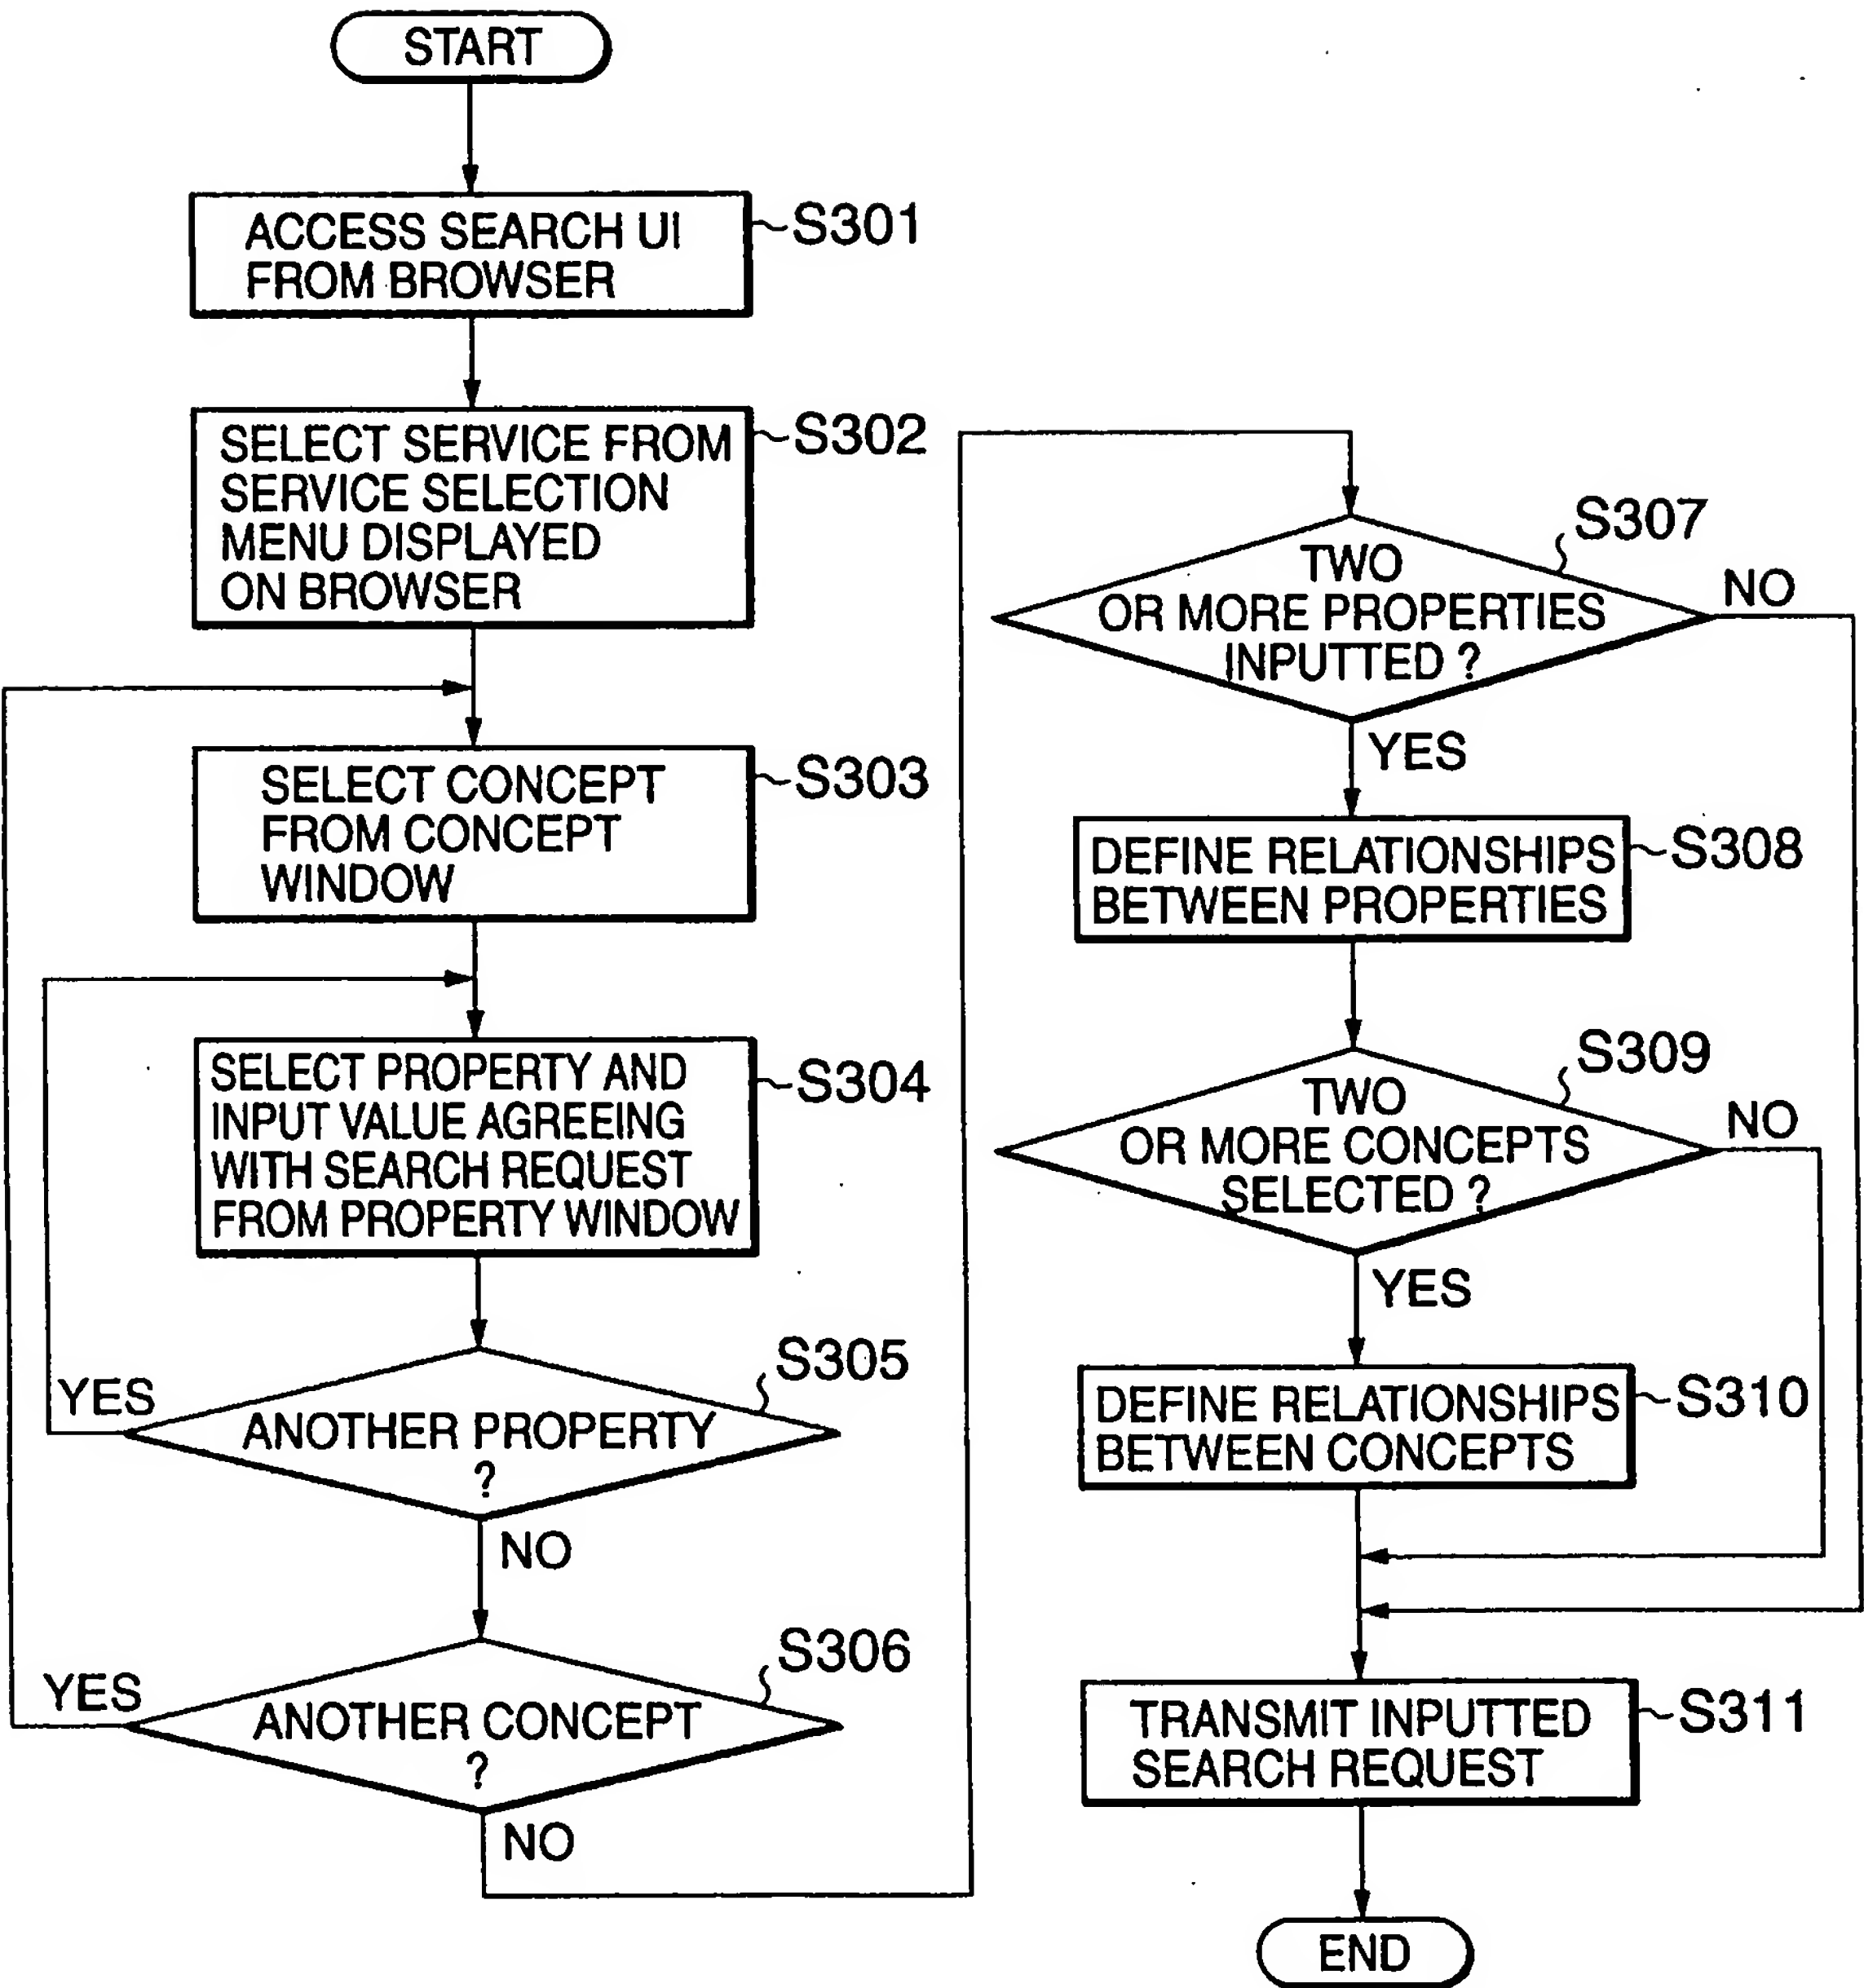 START
ACCESS SEARCH UI
FROM BROWSER
S301
SELECT SERVICE FROM
SERVICE SELECTION
MENU DISPLAYED
ON BROWSER
S302
SELECT CONCEPT
FROM CONCEPT
WINDOW
S303
SELECT PROPERTY AND
INPUT VALUE AGREEING
WITH SEARCH REQUEST
FROM PROPERTY WINDOW
S304
S305
YES
ANOTHER PROPERTY
?
NO
S306
YES
ANOTHER CONCEPT
?
NO
S307
TWO
OR MORE PROPERTIES
INPUTTED ?
NO
YES
DEFINE RELATIONSHIPS
BETWEEN PROPERTIES
S308
S309
TWO
OR MORE CONCEPTS
SELECTED ?
NO
YES
DEFINE RELATIONSHIPS
BETWEEN CONCEPTS
S310
TRANSMIT INPUTTED
SEARCH REQUEST
S311
END